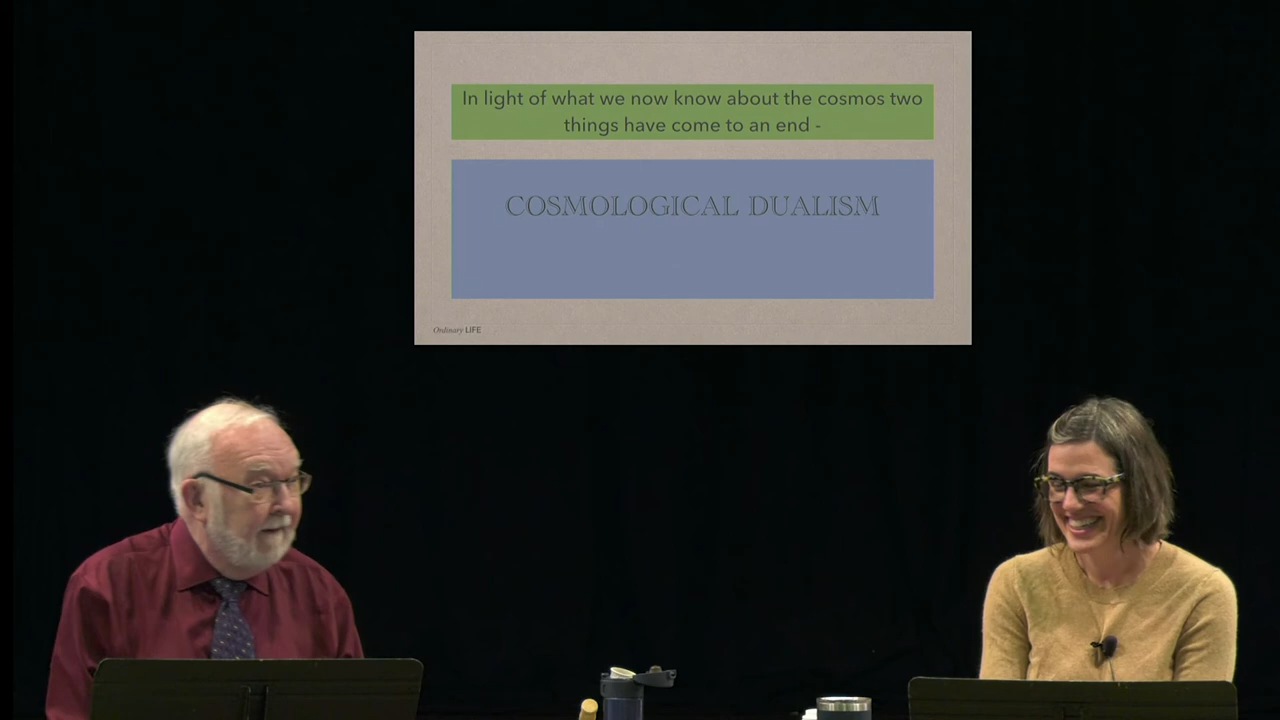 In light of what we now know about the cosmos two
things have come to an end -
COSMOLOGICAL DUALISM
Ordinary LIFE